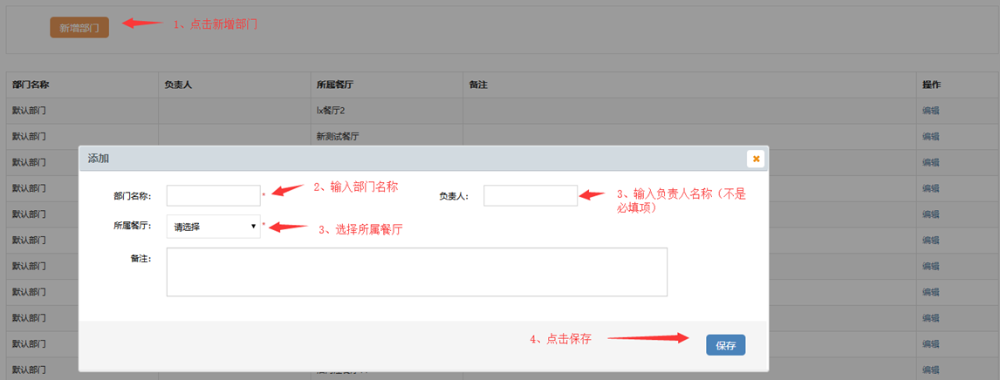 新增部门
1、点击新增部门
部门名称 负责人 所属餐厅 备注 操作
默认部门 lx餐厅2 编辑
默认部门 新测试餐厅 编辑
默认部门 编辑
默认部门 编辑
默认部门 编辑
默认部门 编辑
默认部门 编辑
默认部门 编辑
默认部门 编辑
默认部门 编辑
默认部门 编辑
添加
部门名称: * 2、输入部门名称 负责人: 3、输入负责人名称（不是
必填项）
所属餐厅: 请选择 * 3、选择所属餐厅
备注:
4、点击保存 保存